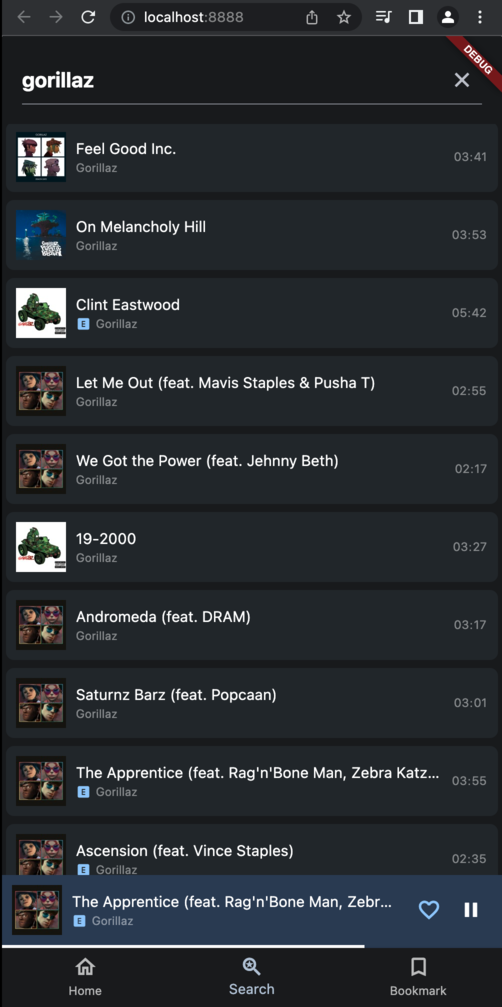 localhost:8888
DEBUG
gorillaz
Feel Good Inc.
Gorillaz
03:41
On Melancholy Hill
Gorillaz
03:53
Clint Eastwood
E Gorillaz
05:42
Let Me Out (feat. Mavis Staples & Pusha T)
Gorillaz
02:55
We Got the Power (feat. Jehnny Beth)
Gorillaz
02:17
19-2000
Gorillaz
03:27
Andromeda (feat. DRAM)
Gorillaz
03:17
Saturnz Barz (feat. Popcaan)
Gorillaz
03:01
The Apprentice (feat. Rag'n'Bone Man, Zebra Katz...
E Gorillaz
03:55
Ascension (feat. Vince Staples)
E Gorillaz
02:35
The Apprentice (feat. Rag'n'Bone Man, Zebr...
E Gorillaz
Home
Search
Bookmark